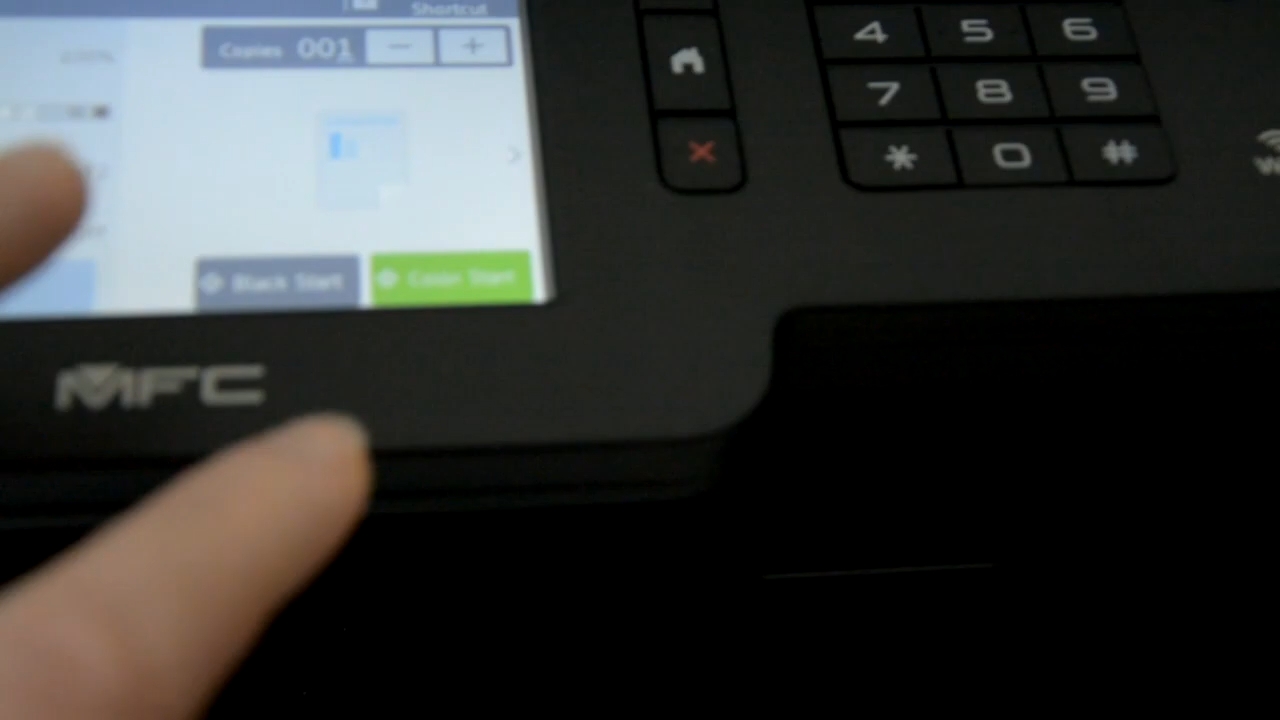 Shortcut
Copies 001 - +
Black Start
Color Start
MFC
4 5 6
7 8 9
* 0 #